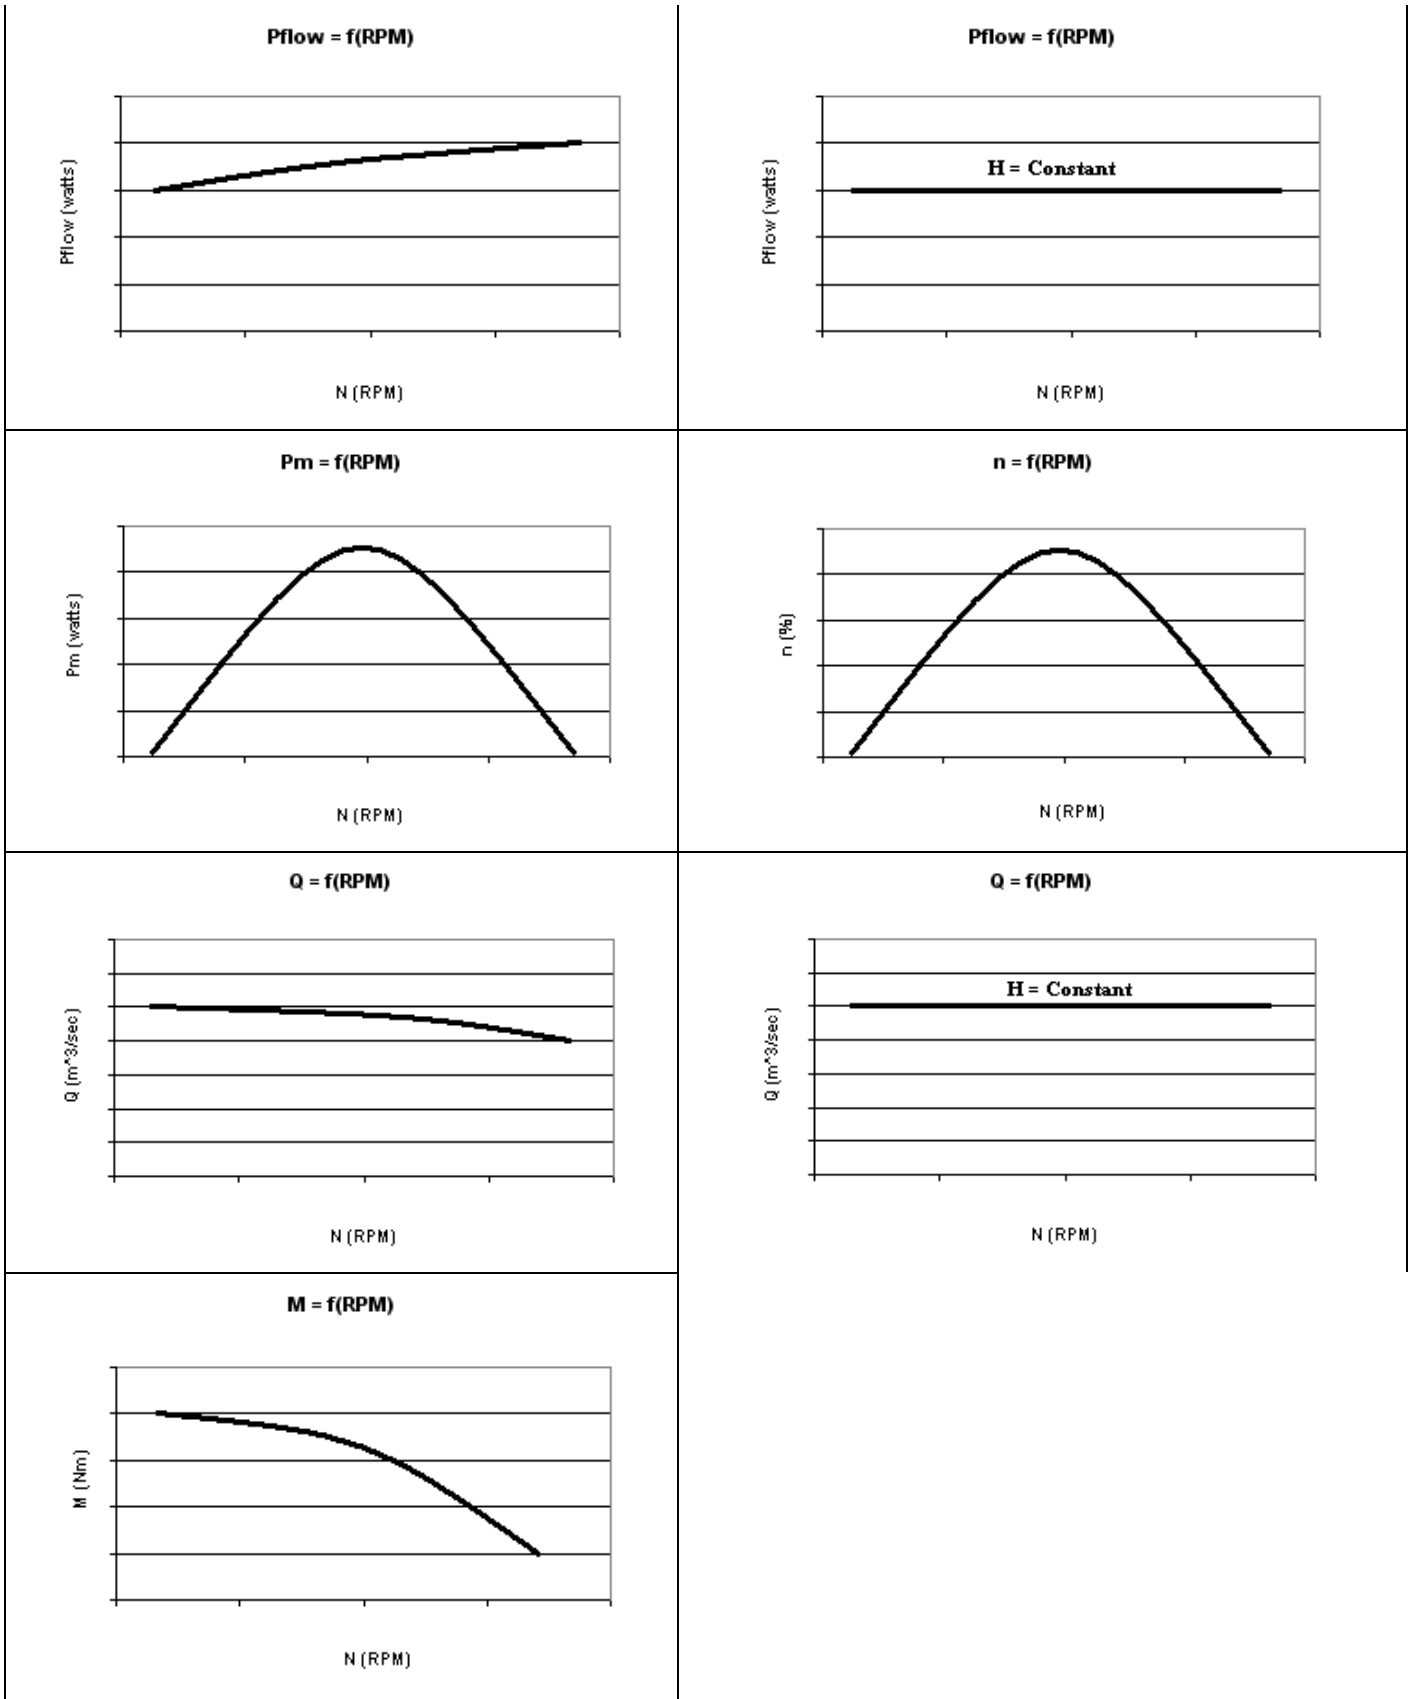 Pflow = f(RPM)
Pflow (watts)
N (RPM)
Pflow = f(RPM)
H = Constant
Pflow (watts)
N (RPM)
Pm = f(RPM)
Pm (watts)
N (RPM)
n = f(RPM)
n (%)
N (RPM)
Q = f(RPM)
Q (m^3/sec)
N (RPM)
Q = f(RPM)
H = Constant
Q (m^3/sec)
N (RPM)
M = f(RPM)
M (Nm)
N (RPM)